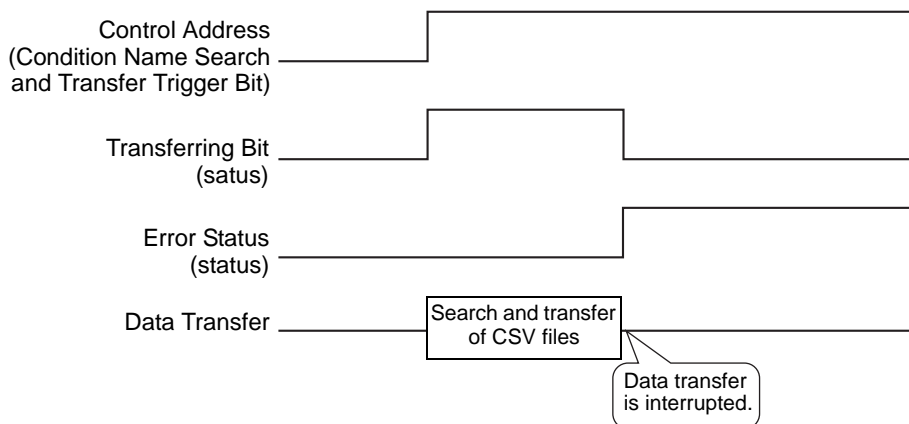 Control Address
(Condition Name Search
and Transfer Trigger Bit)
Transferring Bit
(satus)
Error Status
(status)
Data Transfer
Search and transfer
of CSV files
Data transfer
is interrupted.